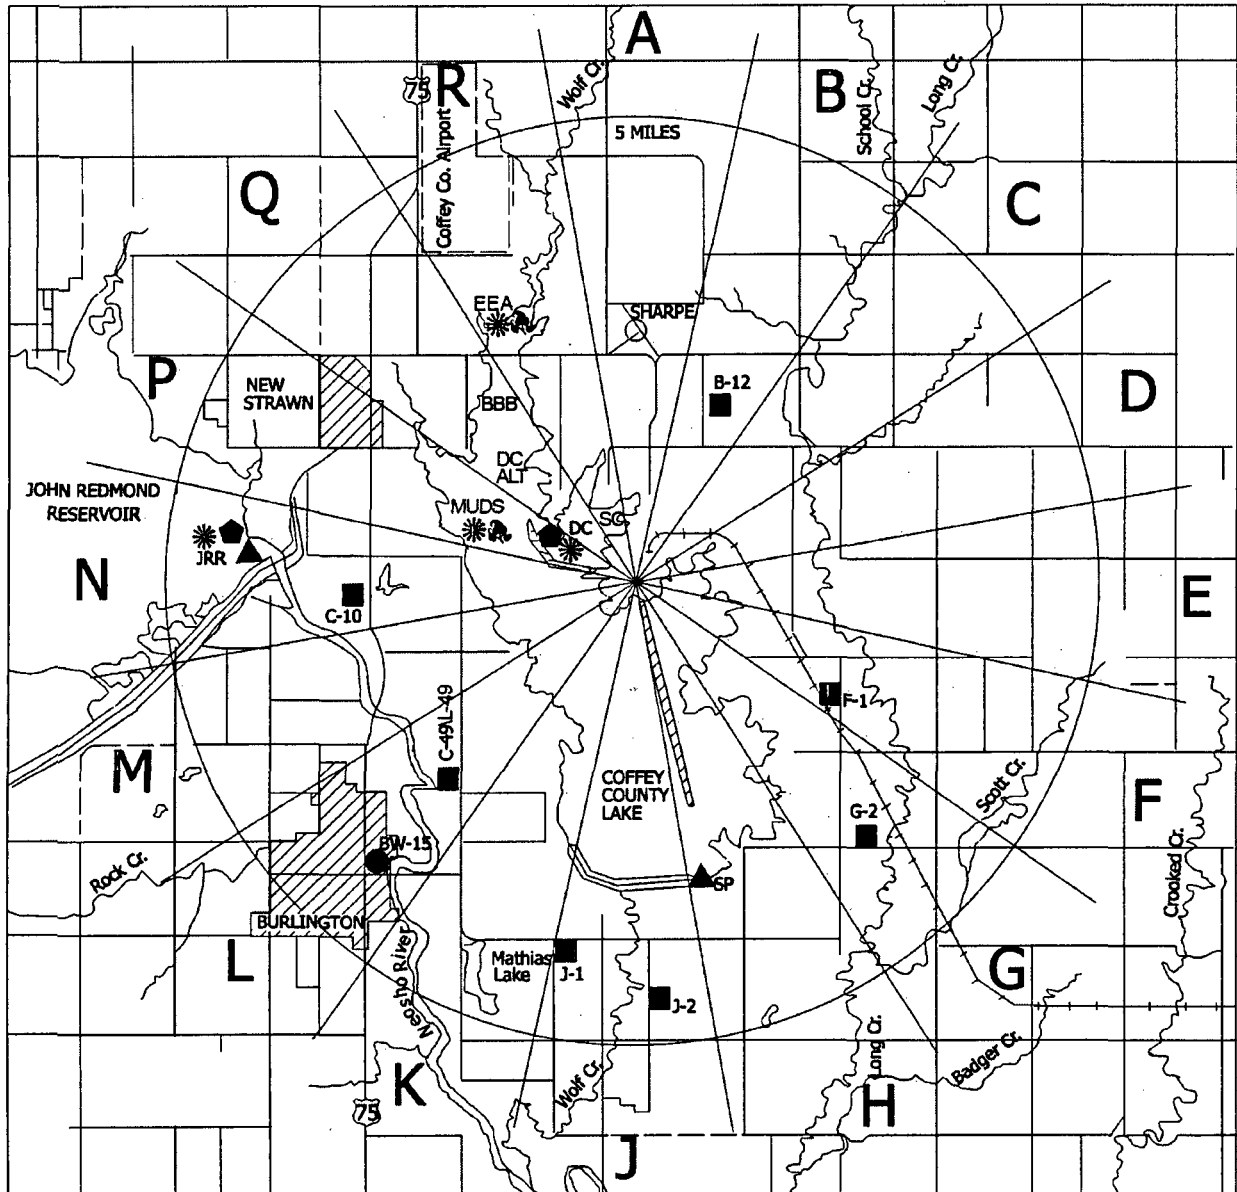 A
75
R
Wolf Cr.
B
School Cr.
Long Cr.
5 MILES
Coffey Co. Airport
Q
C
EEA
SHARPE
P
NEW
STRAWN
BBB
B-12
D
DC
ALT
JOHN REDMOND
RESERVOIR
MUDS
SG
DC
JRR
N
C-10
E
F-1
C-49\L-49
M
COFFEY
COUNTY
LAKE
Scott Cr.
F
G-2
BW-15
Rock Cr.
SP
Crooked Cr.
BURLINGTON
L
Neosho River
Mathias
Lake
J-1
G
J-2
Long Cr.
Badger Cr.
K
Wolf Cr.
75
H
J